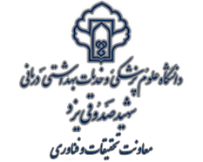 دانشگاه علوم پزشکی و خدمات بهداشتی درمانی
شهید صدوقی یزد
معاونت تحقیقات و فناوری